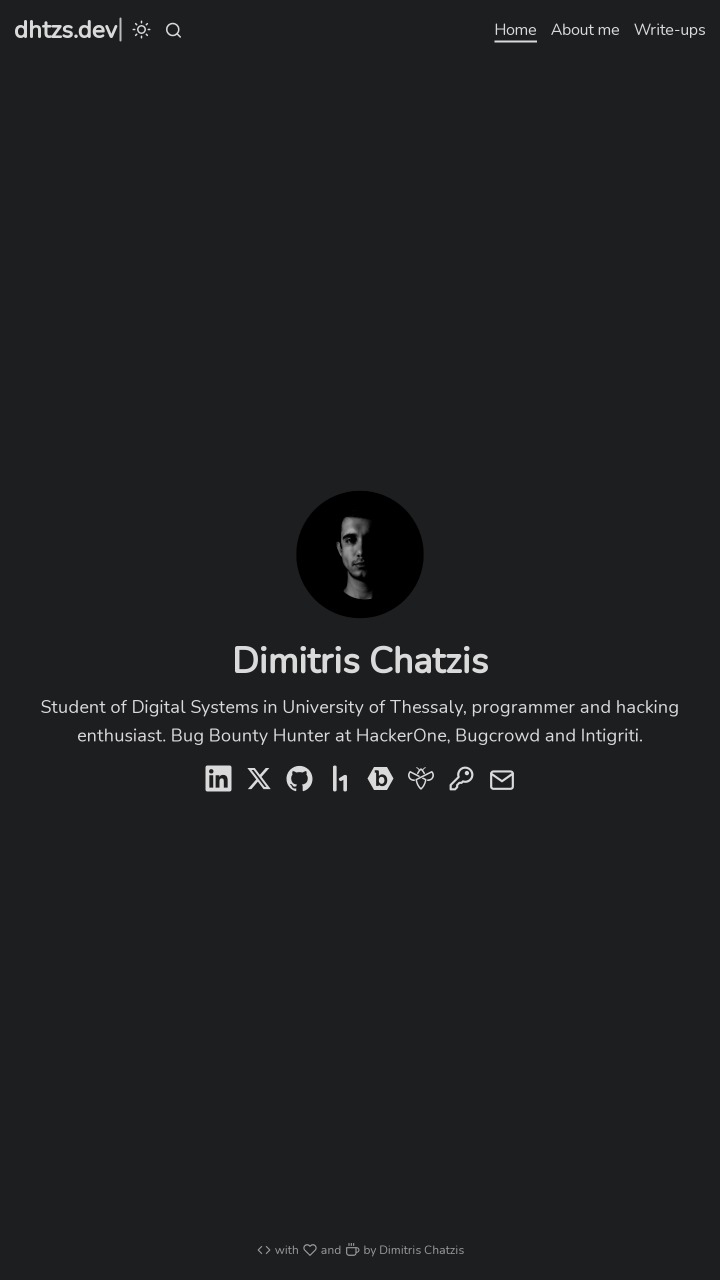 dhtzs.dev
Home About me Write-ups
Dimitris Chatzis
Student of Digital Systems in University of Thessaly, programmer and hacking
enthusiast. Bug Bounty Hunter at HackerOne, Bugcrowd and Intigriti.
with and by Dimitris Chatzis